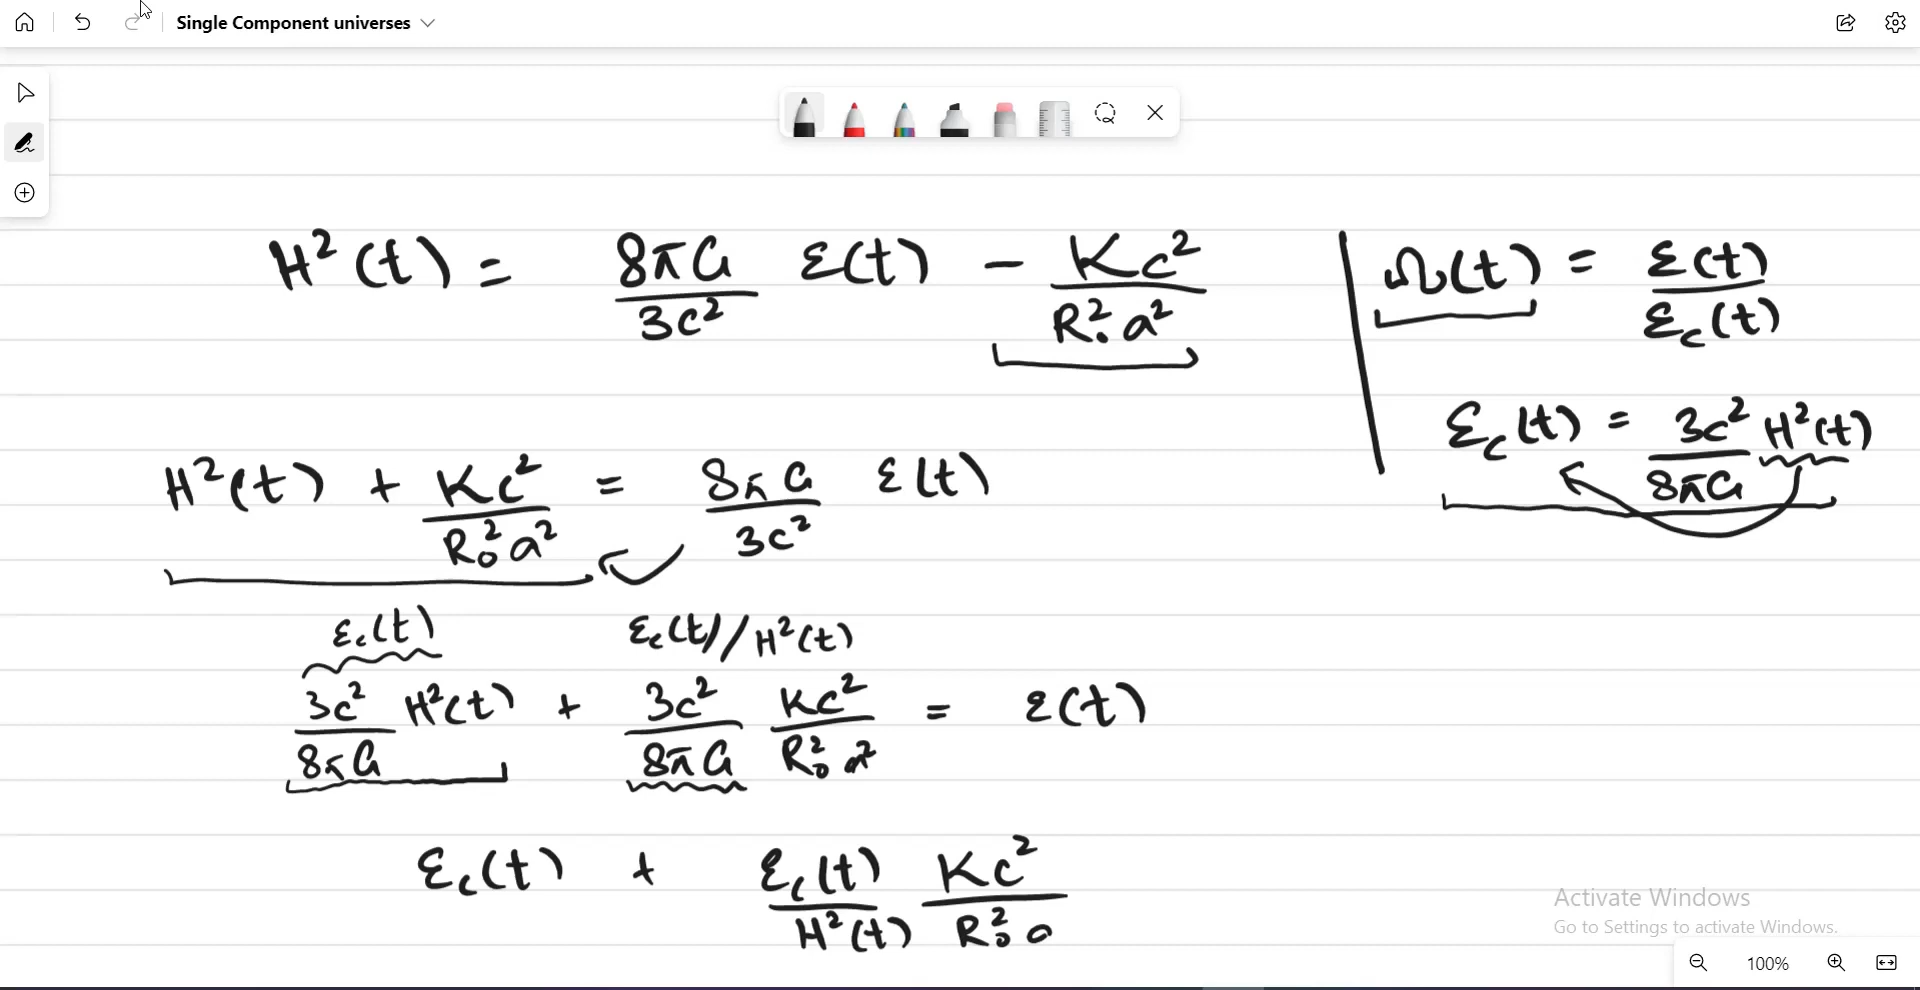 Single Component universes
H²(t) = 8πG/3c² ε(t) − Kc²/R₀²a²
Ω(t) = ε(t)/ε_c(t)
ε_c(t) = 3c²/8πG H²(t)
H²(t) + Kc²/R₀²a² = 8πG/3c² ε(t)
ε_c(t) ε_c(t)//H²(t)
3c²/8πG H²(t) + 3c²/8πG Kc²/R₀²a² = ε(t)
ε_c(t) + ε_c(t)/H²(t) Kc²/R₀²a
Activate Windows
Go to Settings to activate Windows.
100%